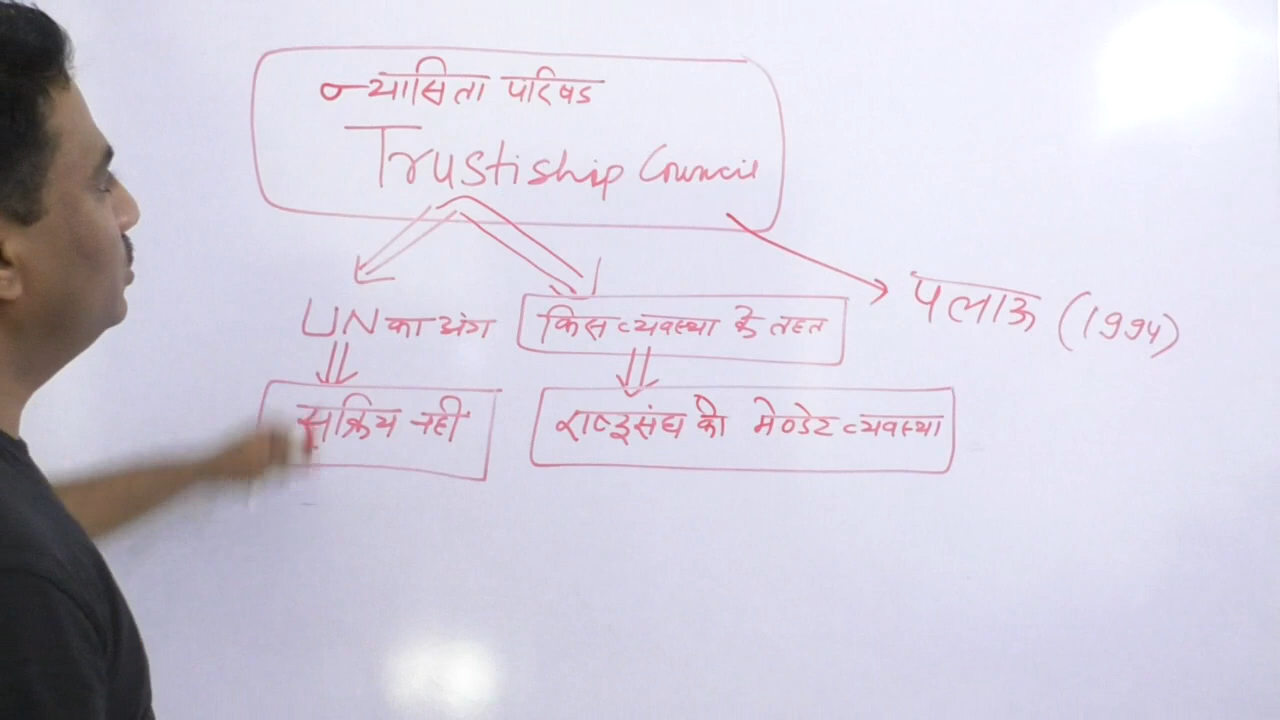 न्यासिता परिषद
Trustiship Council
UN का अंग
किस व्यवस्था के तहत
पलाऊ (1994)
सक्रिय नही
राष्ट्रसंघ की मेण्डेट व्यवस्था